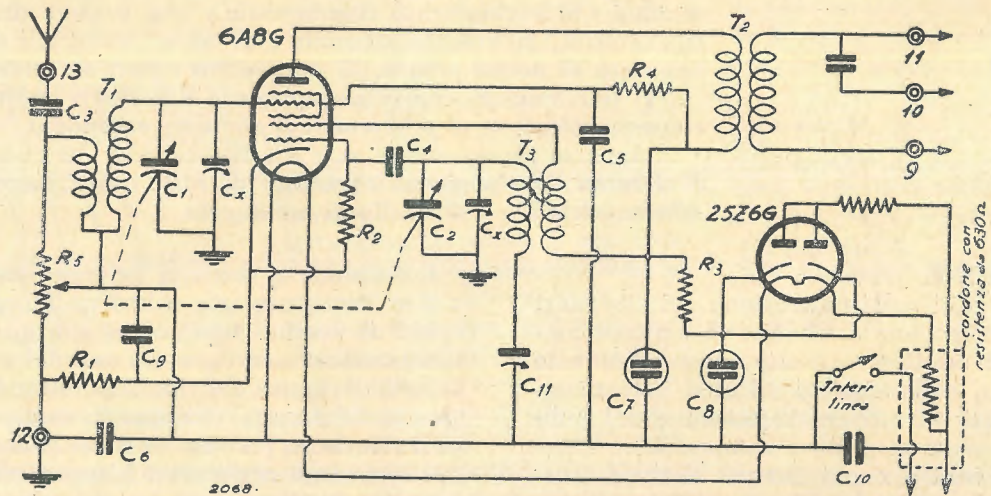 6A8G
T2
11
10
9
13
C3
T1
R4
C5
C1
Cx
C4
T3
R2
C2
Cx
25Z6G
R5
R3
R1
C9
C11
C7
C8
Interr
linea
cordone con
resistenza da 630Ω
12
C6
C10
2068.